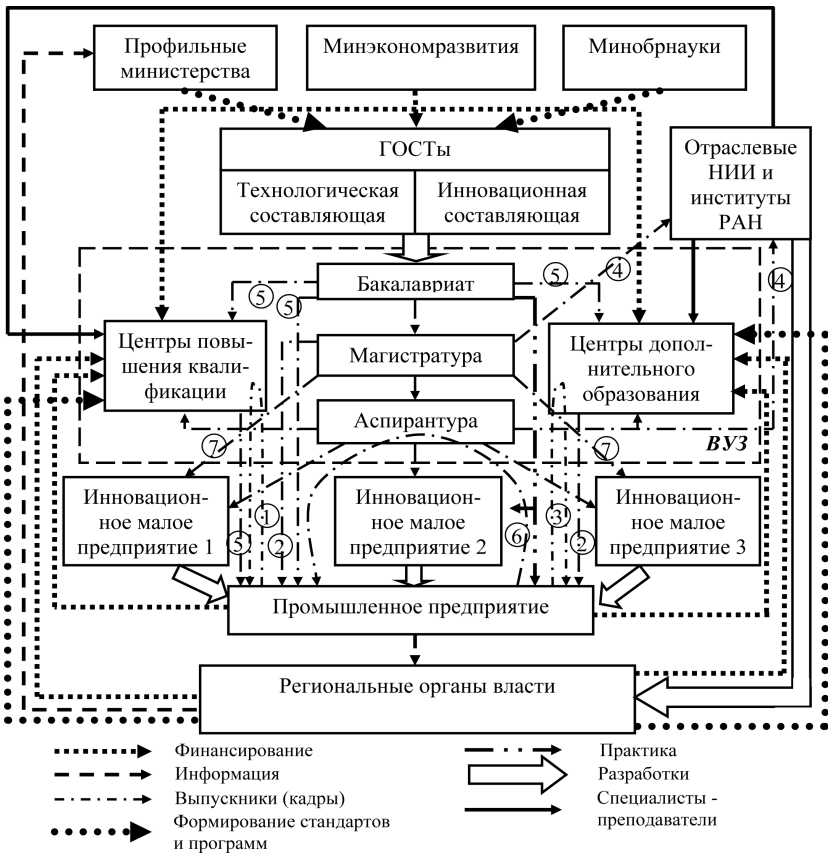 Профильные
министерства
Минэкономразвития
Минобрнауки
ГОСТы
Технологическая
составляющая
Инновационная
составляющая
Отраслевые
НИИ и
институты
РАН
Бакалавриат
4
4
5
5
5
Центры повы-
шения квали-
фикации
Магистратура
Центры допол-
нительного
образования
Аспирантура
7
7
ВУЗ
Инновацион-
ное малое
предприятие 1
Инновацион-
ное малое
предприятие 2
Инновацион-
ное малое
предприятие 3
5
1
2
6
3
2
Промышленное предприятие
Региональные органы власти
Финансирование
Информация
Выпускники (кадры)
Формирование стандартов
и программ
Практика
Разработки
Специалисты -
преподаватели